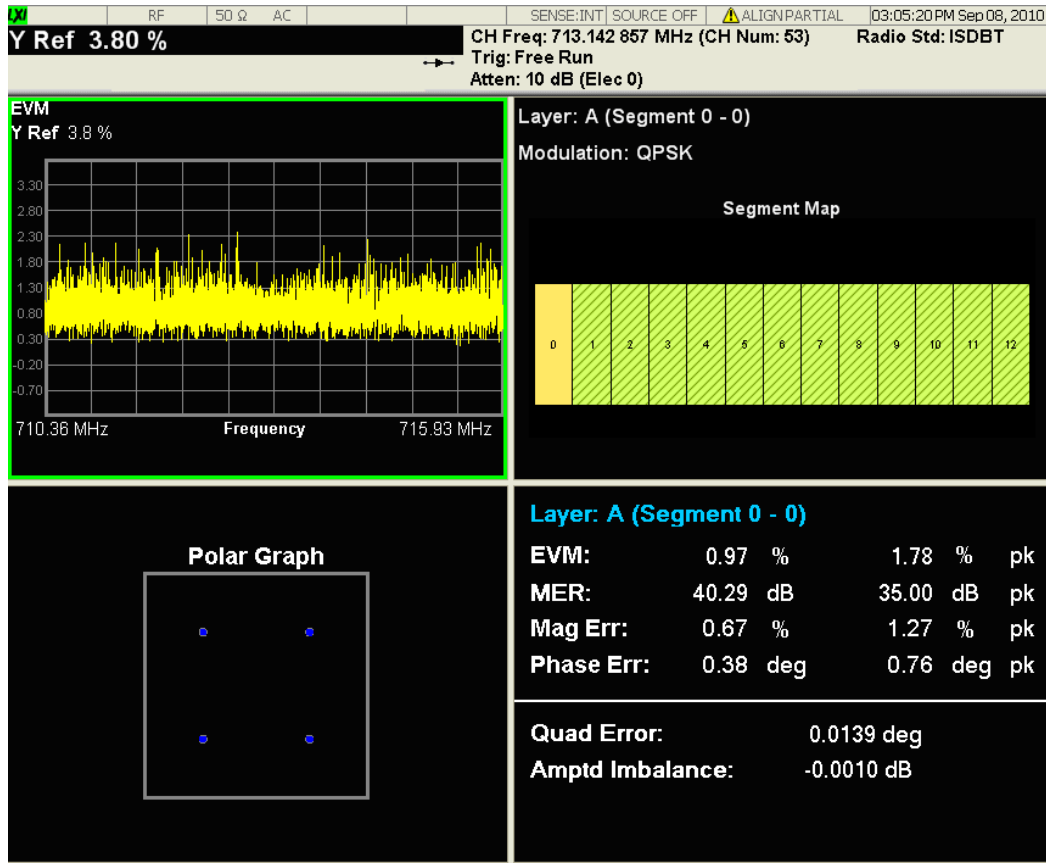 LXI RF 50 Ω AC SENSE:INT SOURCE OFF ALIGN PARTIAL 03:05:20 PM Sep 08, 2010
Y Ref 3.80 %
CH Freq: 713.142 857 MHz (CH Num: 53) Radio Std: ISDBT
Trig: Free Run
Atten: 10 dB (Elec 0)
EVM
Y Ref 3.8 %
3.30
2.80
2.30
1.80
1.30
0.80
0.30
-0.20
-0.70
710.36 MHz Frequency 715.93 MHz
Layer: A (Segment 0 - 0)
Modulation: QPSK
Segment Map
0 1 2 3 4 5 6 7 8 9 10 11 12
Polar Graph
Layer: A (Segment 0 - 0)
EVM: 0.97 % 1.78 % pk
MER: 40.29 dB 35.00 dB pk
Mag Err: 0.67 % 1.27 % pk
Phase Err: 0.38 deg 0.76 deg pk
Quad Error: 0.0139 deg
Amptd Imbalance: -0.0010 dB